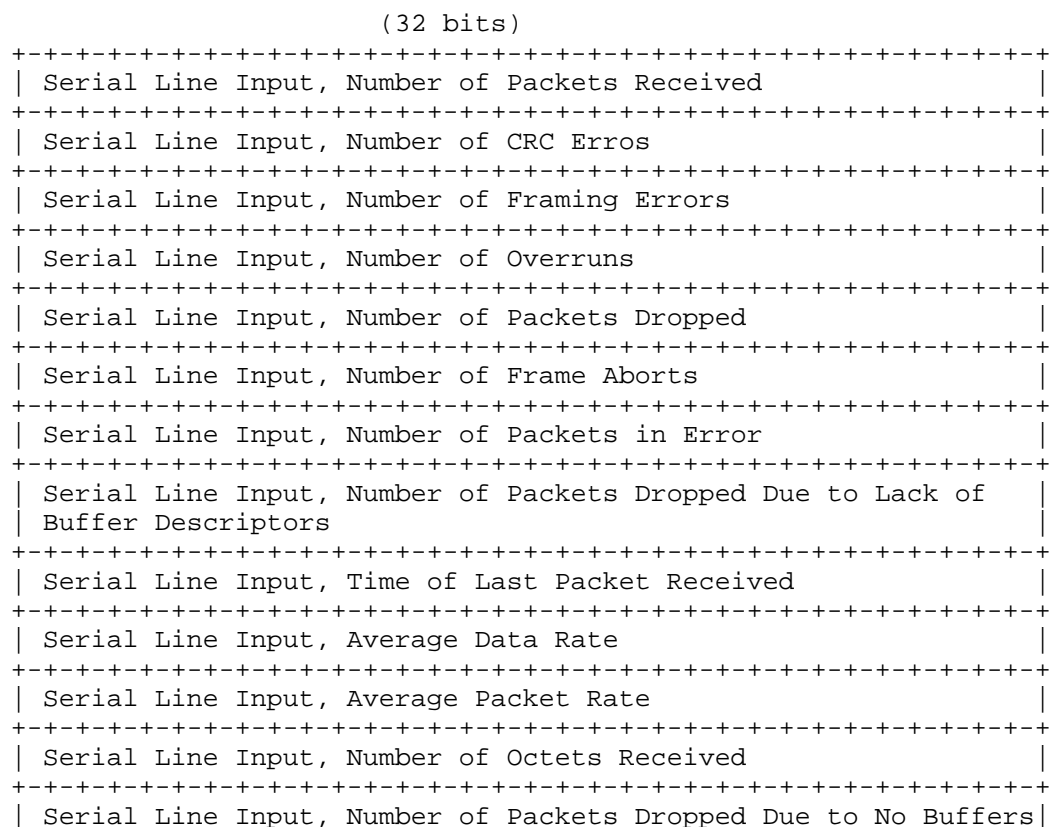 (32 bits)
+-+-+-+-+-+-+-+-+-+-+-+-+-+-+-+-+-+-+-+-+-+-+-+-+-+-+-+-+-+-+-+-+
| Serial Line Input, Number of Packets Received                 |
+-+-+-+-+-+-+-+-+-+-+-+-+-+-+-+-+-+-+-+-+-+-+-+-+-+-+-+-+-+-+-+-+
| Serial Line Input, Number of CRC Erros                        |
+-+-+-+-+-+-+-+-+-+-+-+-+-+-+-+-+-+-+-+-+-+-+-+-+-+-+-+-+-+-+-+-+
| Serial Line Input, Number of Framing Errors                   |
+-+-+-+-+-+-+-+-+-+-+-+-+-+-+-+-+-+-+-+-+-+-+-+-+-+-+-+-+-+-+-+-+
| Serial Line Input, Number of Overruns                         |
+-+-+-+-+-+-+-+-+-+-+-+-+-+-+-+-+-+-+-+-+-+-+-+-+-+-+-+-+-+-+-+-+
| Serial Line Input, Number of Packets Dropped                  |
+-+-+-+-+-+-+-+-+-+-+-+-+-+-+-+-+-+-+-+-+-+-+-+-+-+-+-+-+-+-+-+-+
| Serial Line Input, Number of Frame Aborts                     |
+-+-+-+-+-+-+-+-+-+-+-+-+-+-+-+-+-+-+-+-+-+-+-+-+-+-+-+-+-+-+-+-+
| Serial Line Input, Number of Packets in Error                 |
+-+-+-+-+-+-+-+-+-+-+-+-+-+-+-+-+-+-+-+-+-+-+-+-+-+-+-+-+-+-+-+-+
| Serial Line Input, Number of Packets Dropped Due to Lack of   |
| Buffer Descriptors                                            |
+-+-+-+-+-+-+-+-+-+-+-+-+-+-+-+-+-+-+-+-+-+-+-+-+-+-+-+-+-+-+-+-+
| Serial Line Input, Time of Last Packet Received               |
+-+-+-+-+-+-+-+-+-+-+-+-+-+-+-+-+-+-+-+-+-+-+-+-+-+-+-+-+-+-+-+-+
| Serial Line Input, Average Data Rate                          |
+-+-+-+-+-+-+-+-+-+-+-+-+-+-+-+-+-+-+-+-+-+-+-+-+-+-+-+-+-+-+-+-+
| Serial Line Input, Average Packet Rate                        |
+-+-+-+-+-+-+-+-+-+-+-+-+-+-+-+-+-+-+-+-+-+-+-+-+-+-+-+-+-+-+-+-+
| Serial Line Input, Number of Octets Received                  |
+-+-+-+-+-+-+-+-+-+-+-+-+-+-+-+-+-+-+-+-+-+-+-+-+-+-+-+-+-+-+-+-+
| Serial Line Input, Number of Packets Dropped Due to No Buffers|